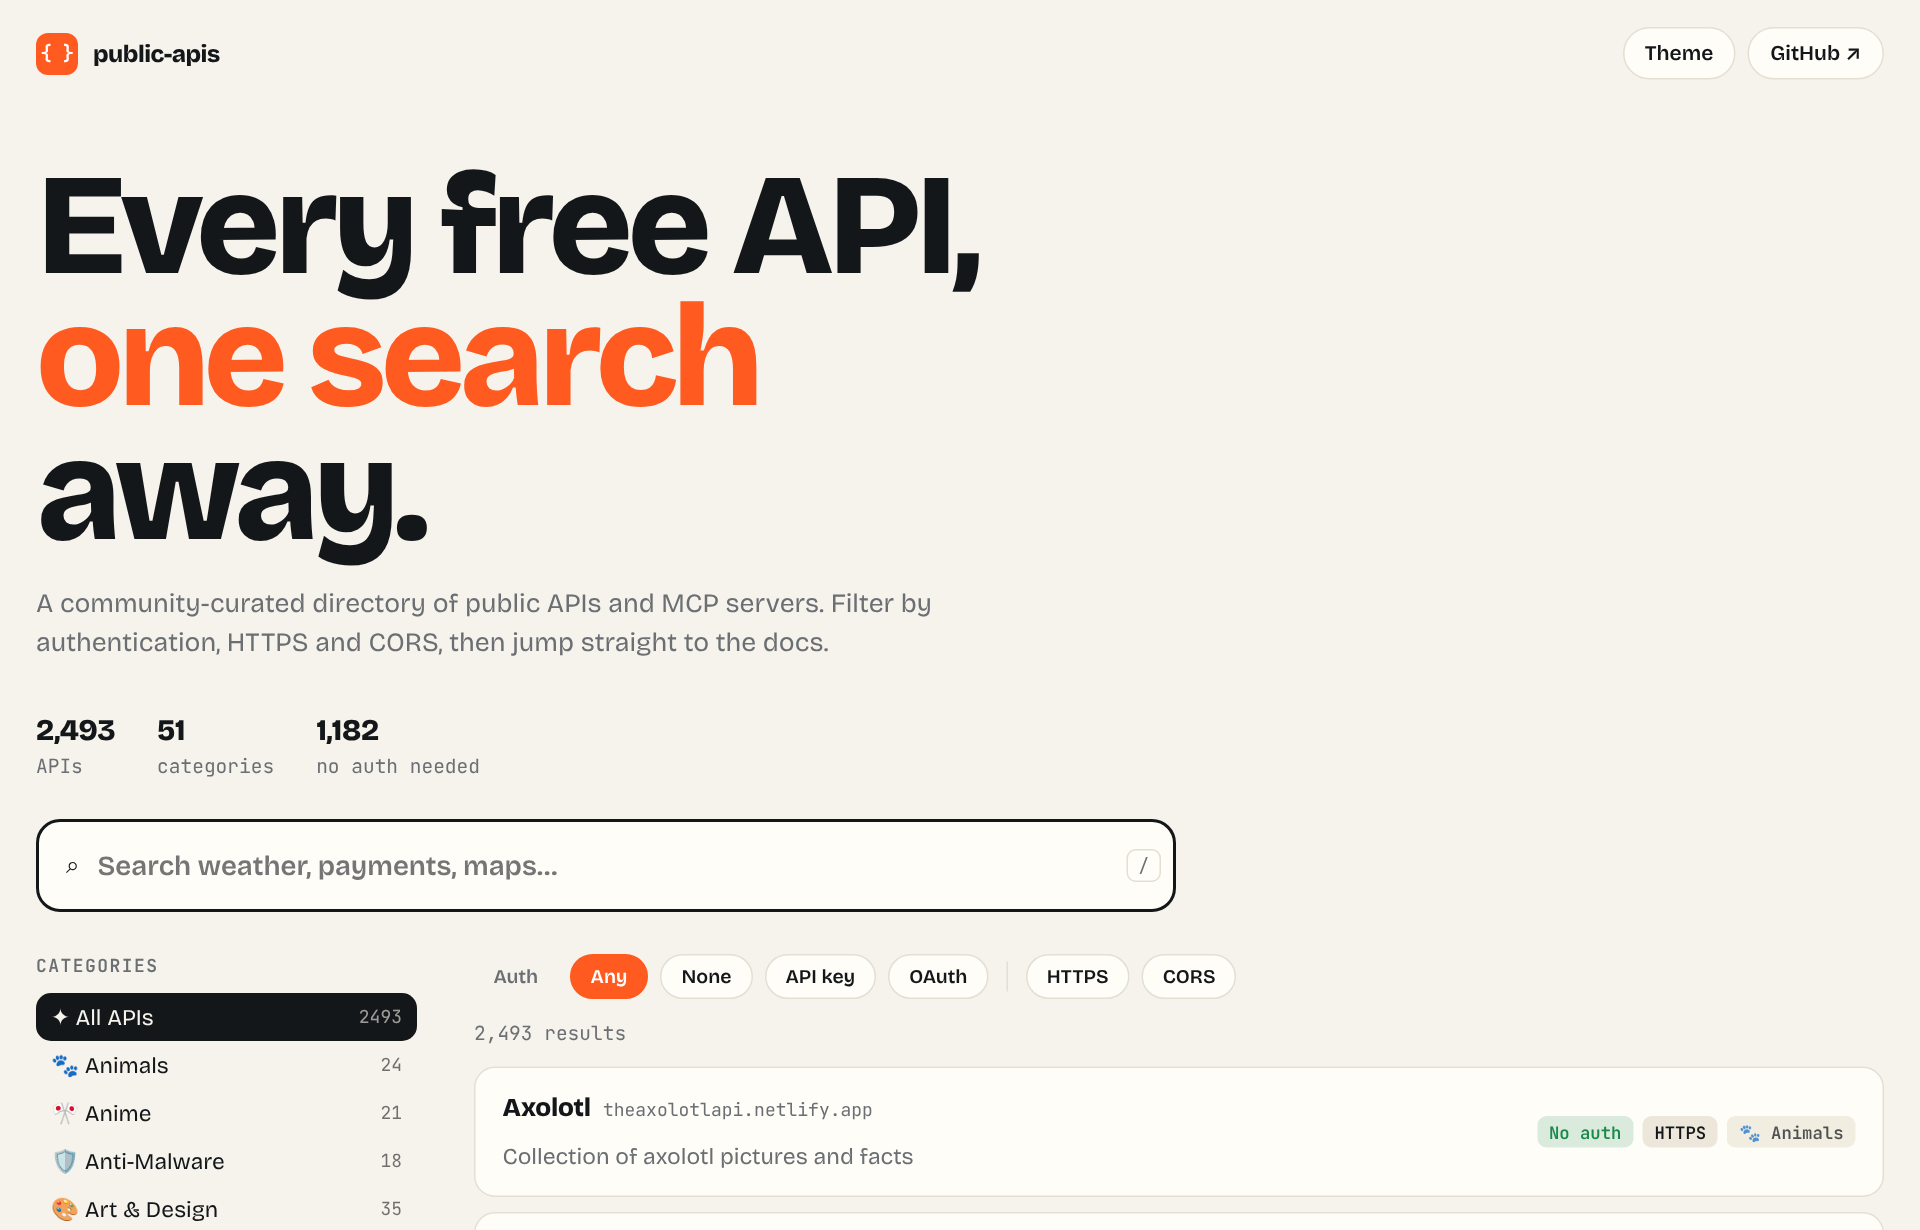 { } public-apis
Theme
GitHub ↗
Every free API,
one search
away.
A community-curated directory of public APIs and MCP servers. Filter by
authentication, HTTPS and CORS, then jump straight to the docs.
2,493 51 1,182
APIs categories no auth needed
Search weather, payments, maps… /
CATEGORIES
✦ All APIs 2493
Animals 24
Anime 21
Anti-Malware 18
Art & Design 35
Auth Any None API key OAuth HTTPS CORS
2,493 results
Axolotl theaxolotlapi.netlify.app
Collection of axolotl pictures and facts
No auth HTTPS Animals